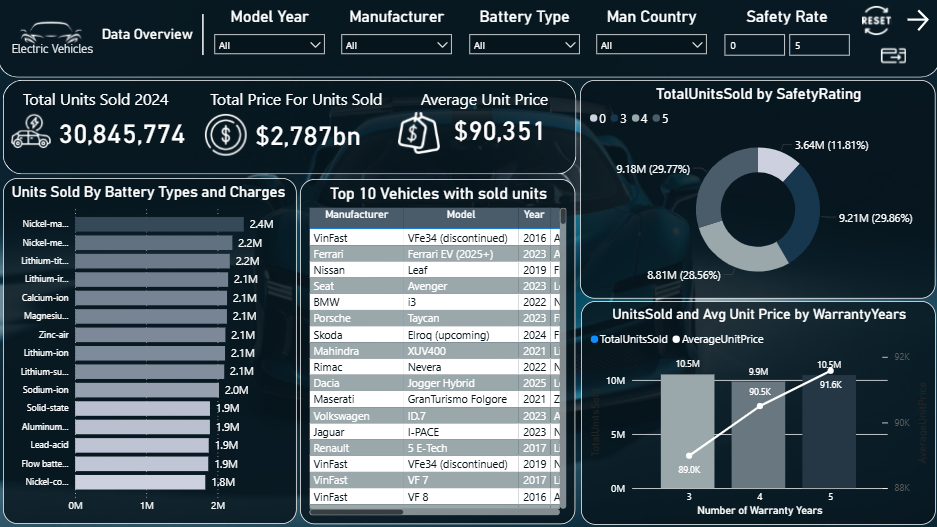 Electric Vehicles
Data Overview
Model Year
All
Manufacturer
All
Battery Type
All
Man Country
All
Safety Rate
0 5
RESET
Total Units Sold 2024
30,845,774
Total Price For Units Sold
$2,787bn
Average Unit Price
$90,351
Units Sold By Battery Types and Charges
Nickel-ma... 2.4M
Nickel-me... 2.2M
Lithium-tit... 2.2M
Lithium-ir... 2.1M
Calcium-ion 2.1M
Magnesiu... 2.1M
Zinc-air 2.1M
Lithium-ion 2.1M
Lithium-su... 2.1M
Sodium-ion 2.0M
Solid-state 1.9M
Aluminum... 1.9M
Lead-acid 1.9M
Flow batte... 1.9M
Nickel-co... 1.8M
0M 1M 2M
Top 10 Vehicles with sold units
Manufacturer Model Year
VinFast VFe34 (discontinued) 2016 A
Ferrari Ferrari EV (2025+) 2023 A
Nissan Leaf 2019 F
Seat Avenger 2023 L
BMW i3 2022 N
Porsche Taycan 2023 F
Skoda Elroq (upcoming) 2024 F
Mahindra XUV400 2021 Li
Rimac Nevera 2022 N
Dacia Jogger Hybrid 2025 L
Maserati GranTurismo Folgore 2021 Z
Volkswagen ID.7 2023 A
Jaguar I-PACE 2023 N
Renault 5 E-Tech 2017 Li
VinFast VFe34 (discontinued) 2019 N
VinFast VF 7 2017 Li
VinFast VF 8 2016 A
TotalUnitsSold by SafetyRating
0 3 4 5
3.64M (11.81%)
9.18M (29.77%)
9.21M (29.86%)
8.81M (28.56%)
UnitsSold and Avg Unit Price by WarrantyYears
TotalUnitsSold AverageUnitPrice
10.5M 9.9M 10.5M
89.0K 90.5K 91.6K
10M
5M
0M
92K
90K
88K
TotalUnitsSold
AverageUnitPrice
3 4 5
Number of Warranty Years